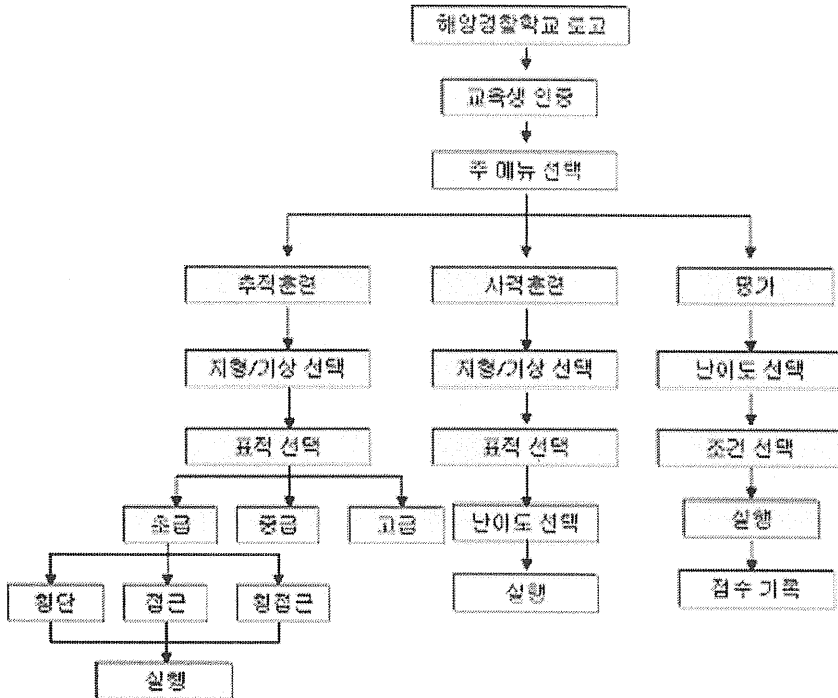 해양경찰학교 로고
교육생 인증
주 메뉴 선택
추적훈련
사격훈련
평가
지형/기상 선택
지형/기상 선택
난이도 선택
표적 선택
표적 선택
조건 선택
초급
중급
고급
난이도 선택
실행
횡단
접근
횡접근
실행
점수 기록
실행